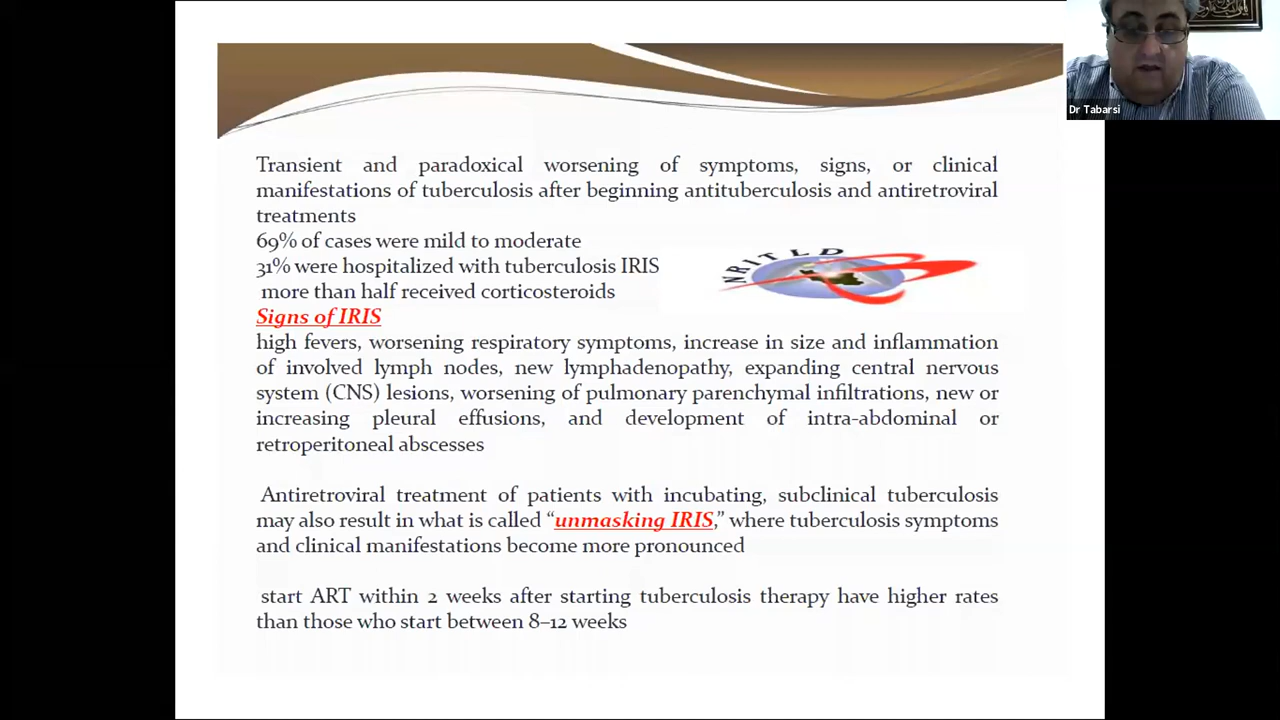 Dr Tabarsi
Transient and paradoxical worsening of symptoms, signs, or clinical
manifestations of tuberculosis after beginning antituberculosis and antiretroviral
treatments
69% of cases were mild to moderate
31% were hospitalized with tuberculosis IRIS
more than half received corticosteroids
NRITLD
Signs of IRIS
high fevers, worsening respiratory symptoms, increase in size and inflammation
of involved lymph nodes, new lymphadenopathy, expanding central nervous
system (CNS) lesions, worsening of pulmonary parenchymal infiltrations, new or
increasing pleural effusions, and development of intra-abdominal or
retroperitoneal abscesses
Antiretroviral treatment of patients with incubating, subclinical tuberculosis
may also result in what is called “unmasking IRIS,” where tuberculosis symptoms
and clinical manifestations become more pronounced
start ART within 2 weeks after starting tuberculosis therapy have higher rates
than those who start between 8–12 weeks